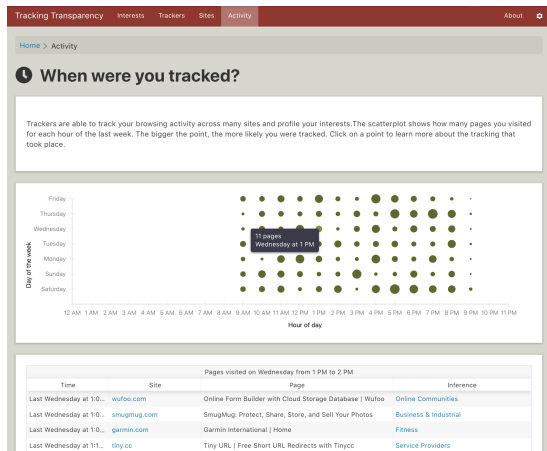 Tracking Transparency Interests Trackers Sites Activity About
Home > Activity
When were you tracked?
Trackers are able to track your browsing activity across many sites and profile your interests.The scatterplot shows how many pages you visited
for each hour of the last week. The bigger the point, the more likely you were tracked. Click on a point to learn more about the tracking that
took place.
Day of the week
Friday
Thursday
Wednesday
Tuesday
Monday
Sunday
Saturday
11 pages
Wednesday at 1 PM
12 AM 1 AM 2 AM 3 AM 4 AM 5 AM 6 AM 7 AM 8 AM 9 AM 10 AM 11 AM 12 PM 1 PM 2 PM 3 PM 4 PM 5 PM 6 PM 7 PM 8 PM 9 PM 10 PM 11 PM
Hour of day
Pages visited on Wednesday from 1 PM to 2 PM
Time Site Page Inference
Last Wednesday at 1:0... wufoo.com Online Form Builder with Cloud Storage Database | Wufoo Online Communities
Last Wednesday at 1:0... smugmug.com SmugMug: Protect, Share, Store, and Sell Your Photos Business & Industrial
Last Wednesday at 1:0... garmin.com Garmin International | Home Fitness
Last Wednesday at 1:1... tiny.cc Tiny URL | Free Short URL Redirects with Tinycc Service Providers